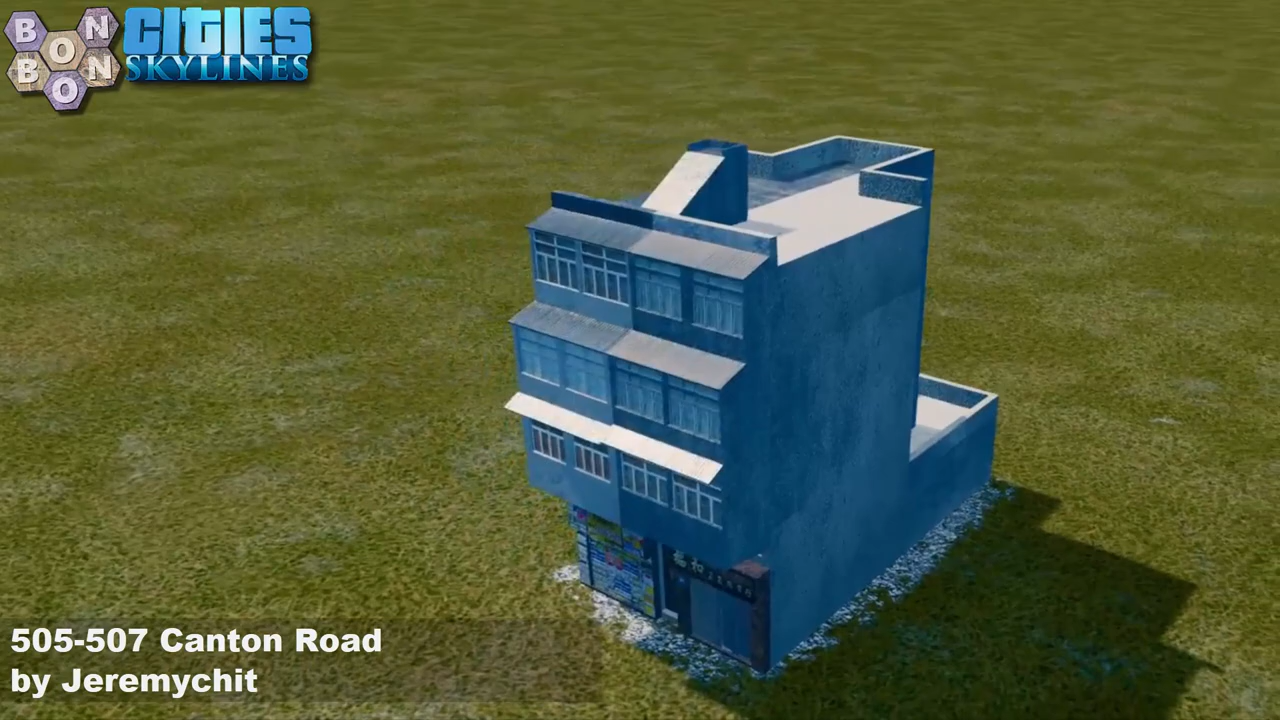 BON
BON
O
CITIES
SKYLINES
505-507 Canton Road
by Jeremychit